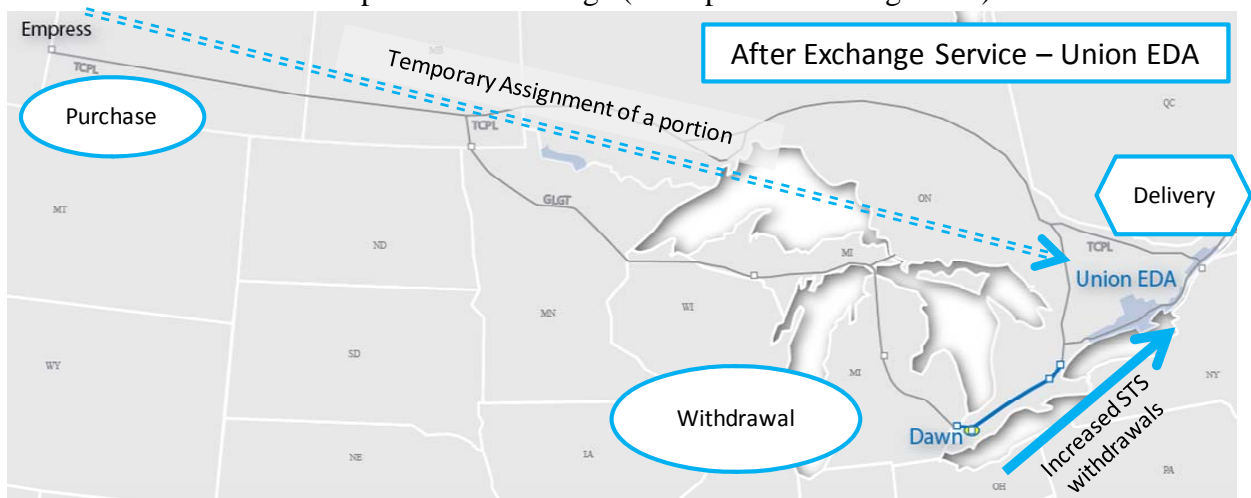 Empress
MB
After Exchange Service – Union EDA
TCPL
Temporary Assignment of a portion
QC
Purchase
TCPL
Delivery
GLGT
ON
MT
ND
MI
TCPL
Union EDA
MN
WI
SD
WY
MI
NY
Withdrawal
Dawn
Increased STS
withdrawals
NE
IA
PA
OH